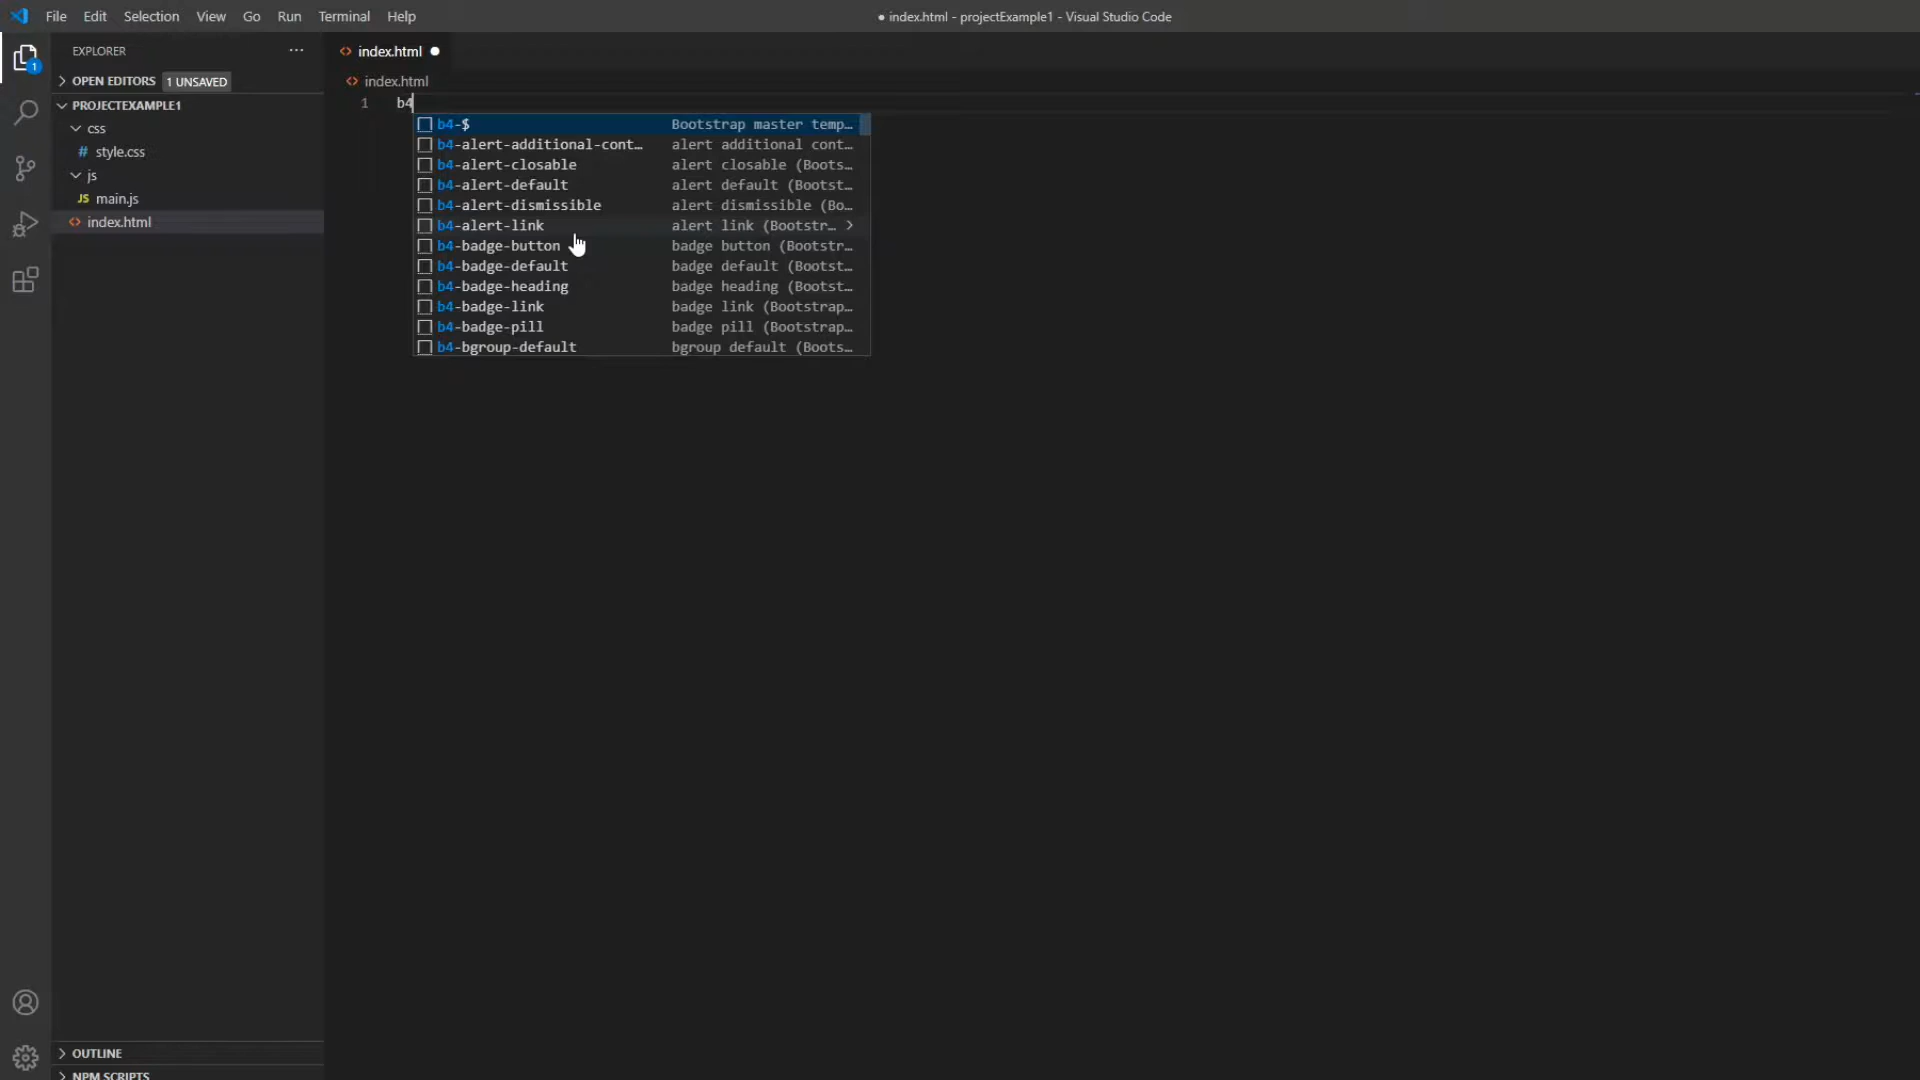 File Edit Selection View Go Run Terminal Help
● index.html - projectExample1 - Visual Studio Code
1
EXPLORER
OPEN EDITORS 1 UNSAVED
PROJECTEXAMPLE1
css
# style.css
js
JS main.js
<> index.html
OUTLINE
NPM SCRIPTS
<> index.html ●
<> index.html
1 b4
b4-$ Bootstrap master temp…
b4-alert-additional-cont… alert additional cont…
b4-alert-closable alert closable (Boots…
b4-alert-default alert default (Bootst…
b4-alert-dismissible alert dismissible (Bo…
b4-alert-link alert link (Bootstr… >
b4-badge-button badge button (Bootstr…
b4-badge-default badge default (Bootst…
b4-badge-heading badge heading (Bootst…
b4-badge-link badge link (Bootstrap…
b4-badge-pill badge pill (Bootstrap…
b4-bgroup-default bgroup default (Boots…